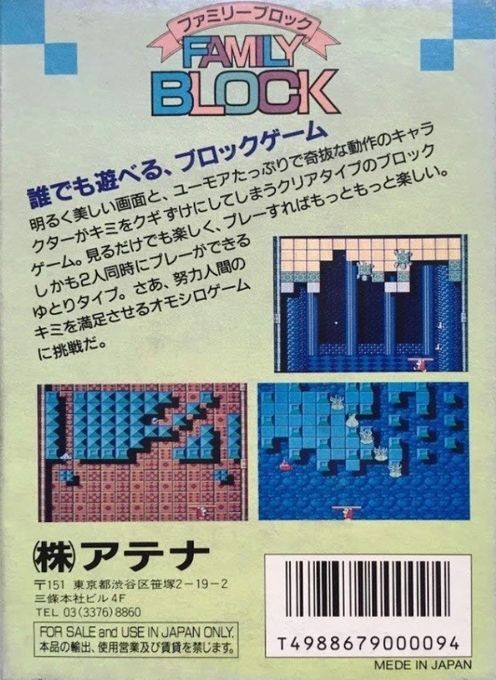 ファミリーブロック
FAMILY
BLOCK
誰でも遊べる、ブロックゲーム
明るく美しい画面と、ユーモアたっぷりで奇抜な動作のキャラ
クターがキミをクギずけにしてしまうクリアタイプのブロック
ゲーム。見るだけでも楽しく、プレーすればもっともっと楽しい。
しかも2人同時にプレーができる
ゆとりタイプ。さあ、努力人間の
キミを満足させるオモシロゲーム
に挑戦だ。
㈱アテナ
〒151 東京都渋谷区笹塚2-19-2
三條本社ビル4F
TEL 03(3376)8860
FOR SALE and USE IN JAPAN ONLY.
本品の輸出、使用営業及び賃貸を禁じます。
T4988679000094
MEDE IN JAPAN